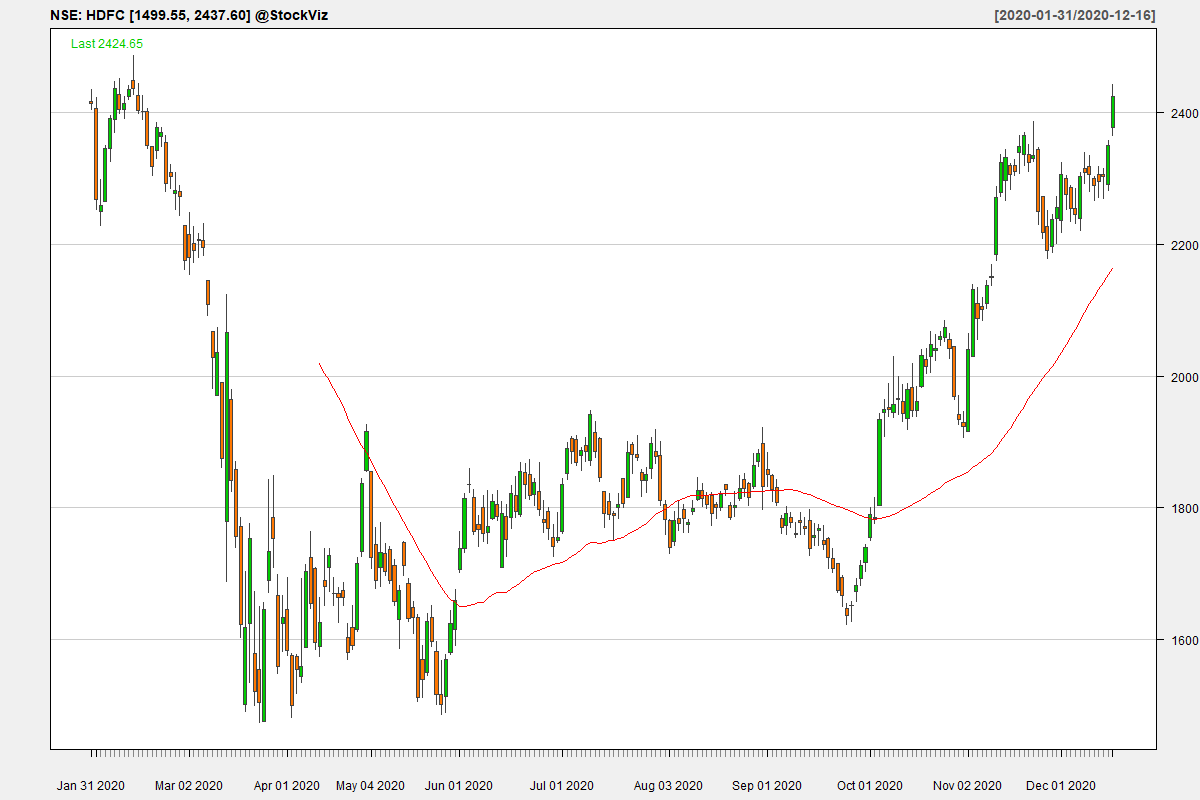 NSE: HDFC [1499.55, 2437.60] @StockViz [2020-01-31/2020-12-16]
Last 2424.65
2400
2200
2000
1800
1600
Jan 31 2020 Mar 02 2020 Apr 01 2020 May 04 2020 Jun 01 2020 Jul 01 2020 Aug 03 2020 Sep 01 2020 Oct 01 2020 Nov 02 2020 Dec 01 2020